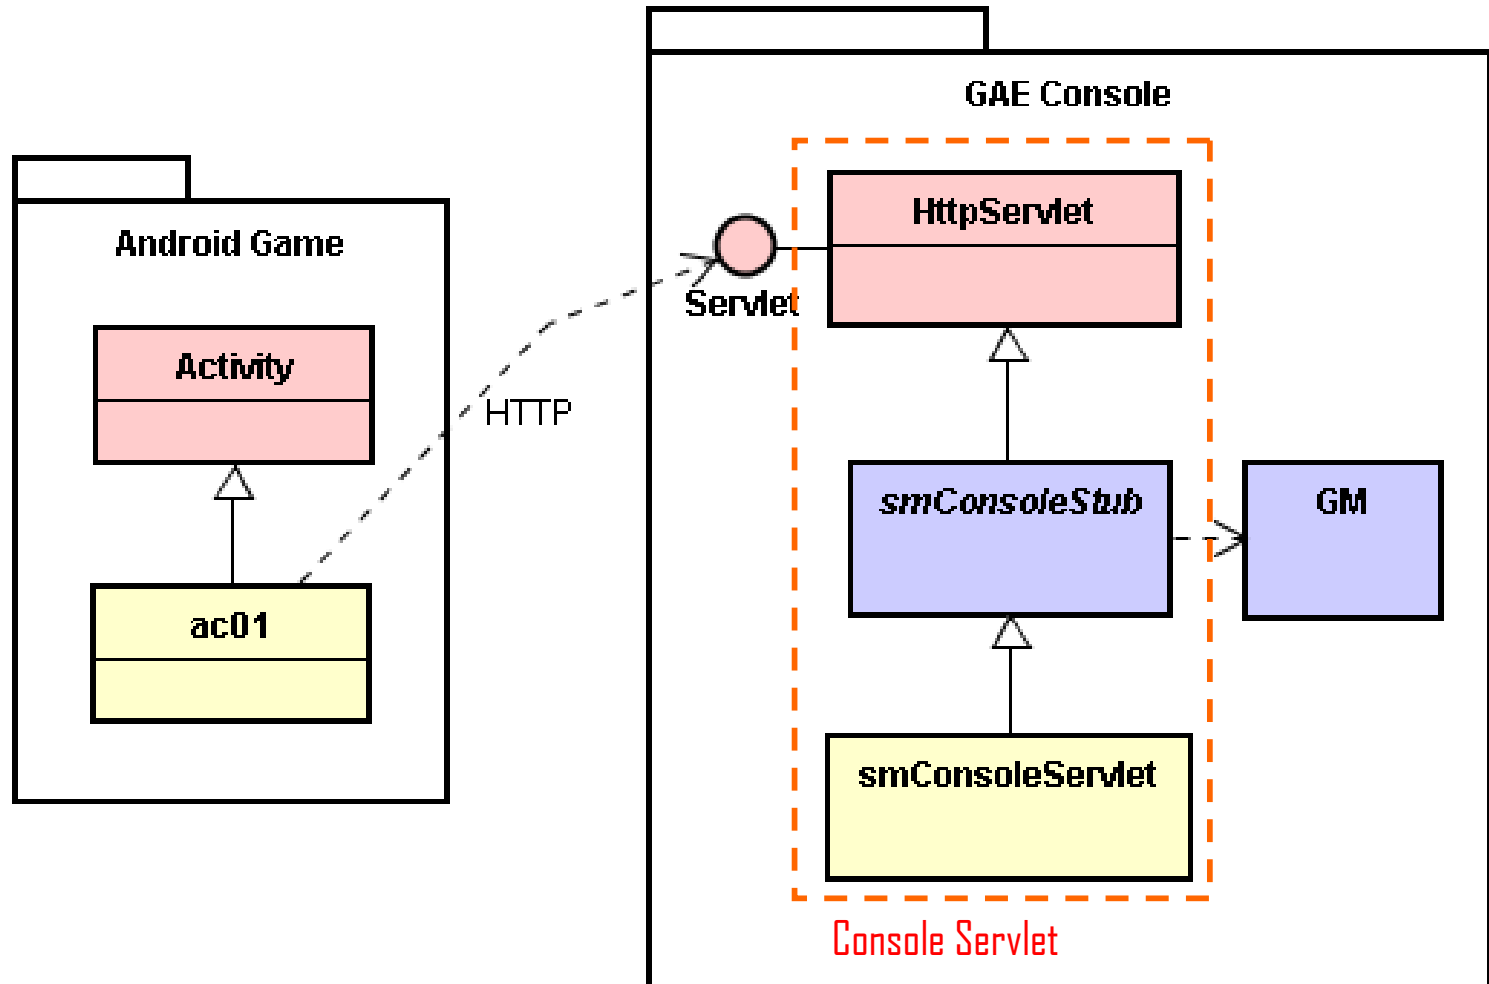 GAE Console
HttpServlet
Android Game
Servlet
Activity
HTTP
smConsoleStub
GM
ac01
smConsoleServlet
Console Servlet